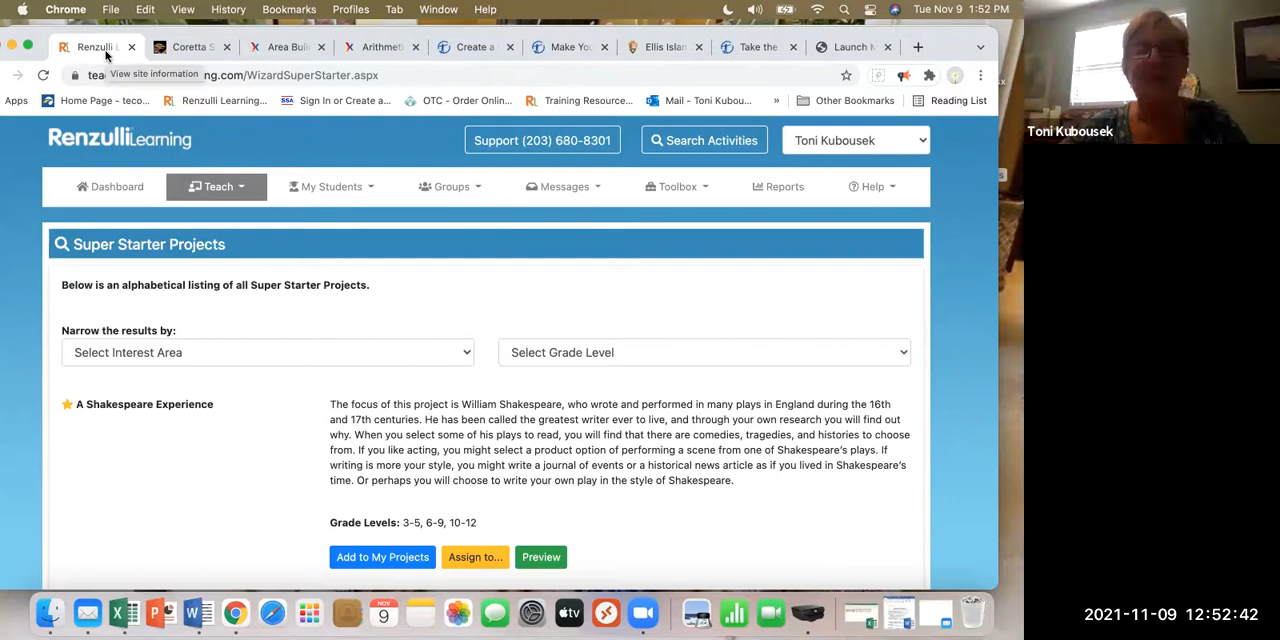 Chrome File Edit View History Bookmarks Profiles Tab Window Help Tue Nov 9 1:52 PM
Renzulli L Coretta S Area Buil Arithmeti Create a Make You Ellis Islan Take the Launch M
View site information
ng.com/WizardSuperStarter.aspx
Apps Home Page - teco... Renzulli Learning... SSA Sign In or Create a... OTC - Order Onlin... Training Resource... Mail - Toni Kubou... » Other Bookmarks Reading List
Toni Kubousek
RenzulliLearning Support (203) 680-8301 Search Activities Toni Kubousek
Dashboard Teach My Students Groups Messages Toolbox Reports Help
Super Starter Projects
Below is an alphabetical listing of all Super Starter Projects.
Narrow the results by:
Select Interest Area Select Grade Level
A Shakespeare Experience
The focus of this project is William Shakespeare, who wrote and performed in many plays in England during the 16th
and 17th centuries. He has been called the greatest writer ever to live, and through your own research you will find out
why. When you select some of his plays to read, you will find that there are comedies, tragedies, and histories to choose
from. If you like acting, you might select a product option of performing a scene from one of Shakespeare's plays. If
writing is more your style, you might write a journal of events or a historical news article as if you lived in Shakespeare's
time. Or perhaps you will choose to write your own play in the style of Shakespeare.
Grade Levels: 3-5, 6-9, 10-12
Add to My Projects Assign to... Preview
NOV
9
tv
2021-11-09 12:52:42